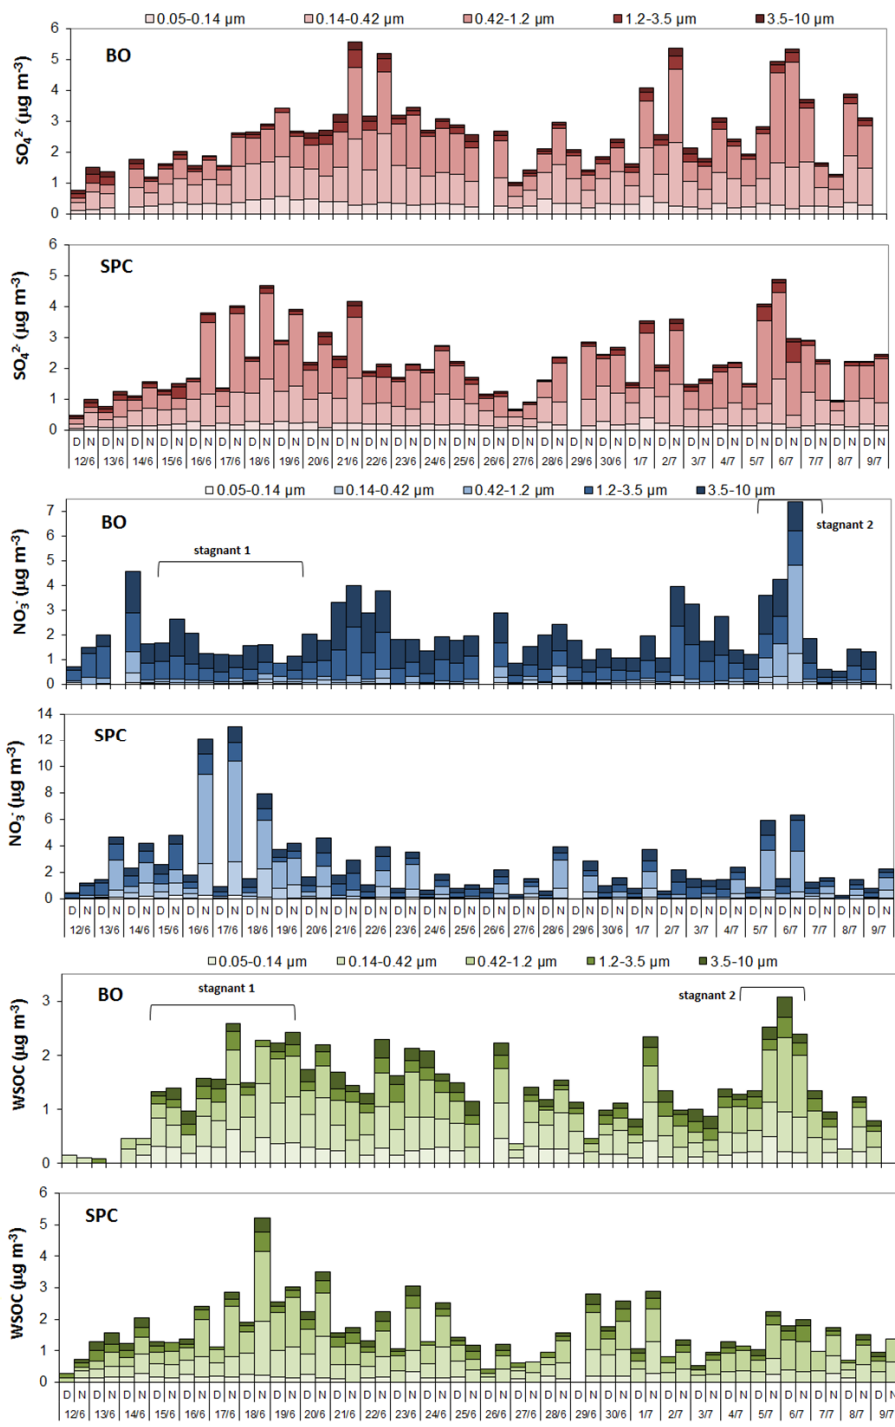 0.05-0.14 µm 0.14-0.42 µm 0.42-1.2 µm 1.2-3.5 µm 3.5-10 µm
BO
SO₄²⁻ (µg m⁻³)
6
5
4
3
2
1
0
SPC
SO₄²⁻ (µg m⁻³)
6
5
4
3
2
1
0
D N D N D N D N D N D N D N D N D N D N D N D N D N D N D N D N D N D N D N D N D N D N D N D N D N D N D N D N
12/6 13/6 14/6 15/6 16/6 17/6 18/6 19/6 20/6 21/6 22/6 23/6 24/6 25/6 26/6 27/6 28/6 29/6 30/6 1/7 2/7 3/7 4/7 5/7 6/7 7/7 8/7 9/7
0.05-0.14 µm 0.14-0.42 µm 0.42-1.2 µm 1.2-3.5 µm 3.5-10 µm
BO
stagnant 1
stagnant 2
NO₃⁻ (µg m⁻³)
7
6
5
4
3
2
1
0
SPC
NO₃⁻ (µg m⁻³)
14
12
10
8
6
4
2
0
D N D N D N D N D N D N D N D N D N D N D N D N D N D N D N D N D N D N D N D N D N D N D N D N D N D N D N D N
12/6 13/6 14/6 15/6 16/6 17/6 18/6 19/6 20/6 21/6 22/6 23/6 24/6 25/6 26/6 27/6 28/6 29/6 30/6 1/7 2/7 3/7 4/7 5/7 6/7 7/7 8/7 9/7
0.05-0.14 µm 0.14-0.42 µm 0.42-1.2 µm 1.2-3.5 µm 3.5-10 µm
BO
stagnant 1
stagnant 2
WSOC (µg m⁻³)
3
2
1
0
SPC
WSOC (µg m⁻³)
6
5
4
3
2
1
0
D N D N D N D N D N D N D N D N D N D N D N D N D N D N D N D N D N D N D N D N D N D N D N D N D N D N D N D N
12/6 13/6 14/6 15/6 16/6 17/6 18/6 19/6 20/6 21/6 22/6 23/6 24/6 25/6 26/6 27/6 28/6 29/6 30/6 1/7 2/7 3/7 4/7 5/7 6/7 7/7 8/7 9/7